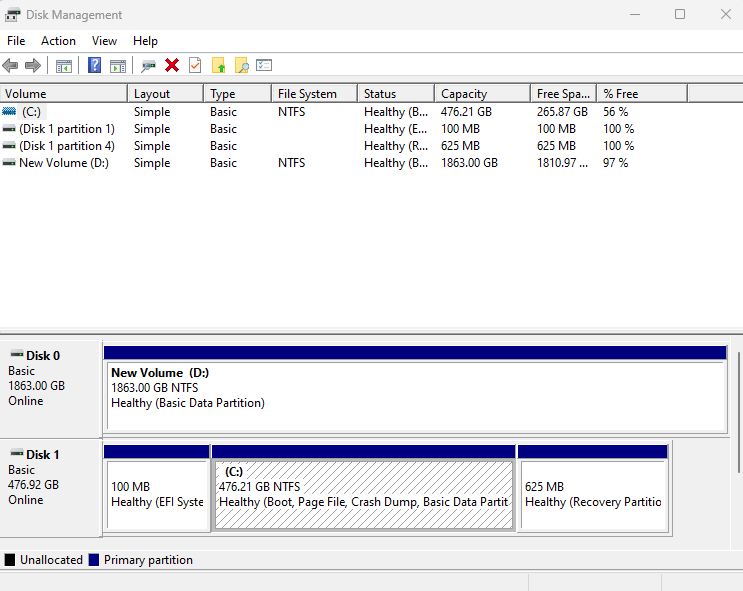 Disk Management
File Action View Help
Volume Layout Type File System Status Capacity Free Spa... % Free
(C:) Simple Basic NTFS Healthy (B... 476.21 GB 265.87 GB 56 %
(Disk 1 partition 1) Simple Basic Healthy (E... 100 MB 100 MB 100 %
(Disk 1 partition 4) Simple Basic Healthy (R... 625 MB 625 MB 100 %
New Volume (D:) Simple Basic NTFS Healthy (B... 1863.00 GB 1810.97 ... 97 %
Disk 0
Basic
1863.00 GB
Online
New Volume (D:)
1863.00 GB NTFS
Healthy (Basic Data Partition)
Disk 1
Basic
476.92 GB
Online
100 MB
Healthy (EFI Syste
(C:)
476.21 GB NTFS
Healthy (Boot, Page File, Crash Dump, Basic Data Partit
625 MB
Healthy (Recovery Partitio
Unallocated Primary partition